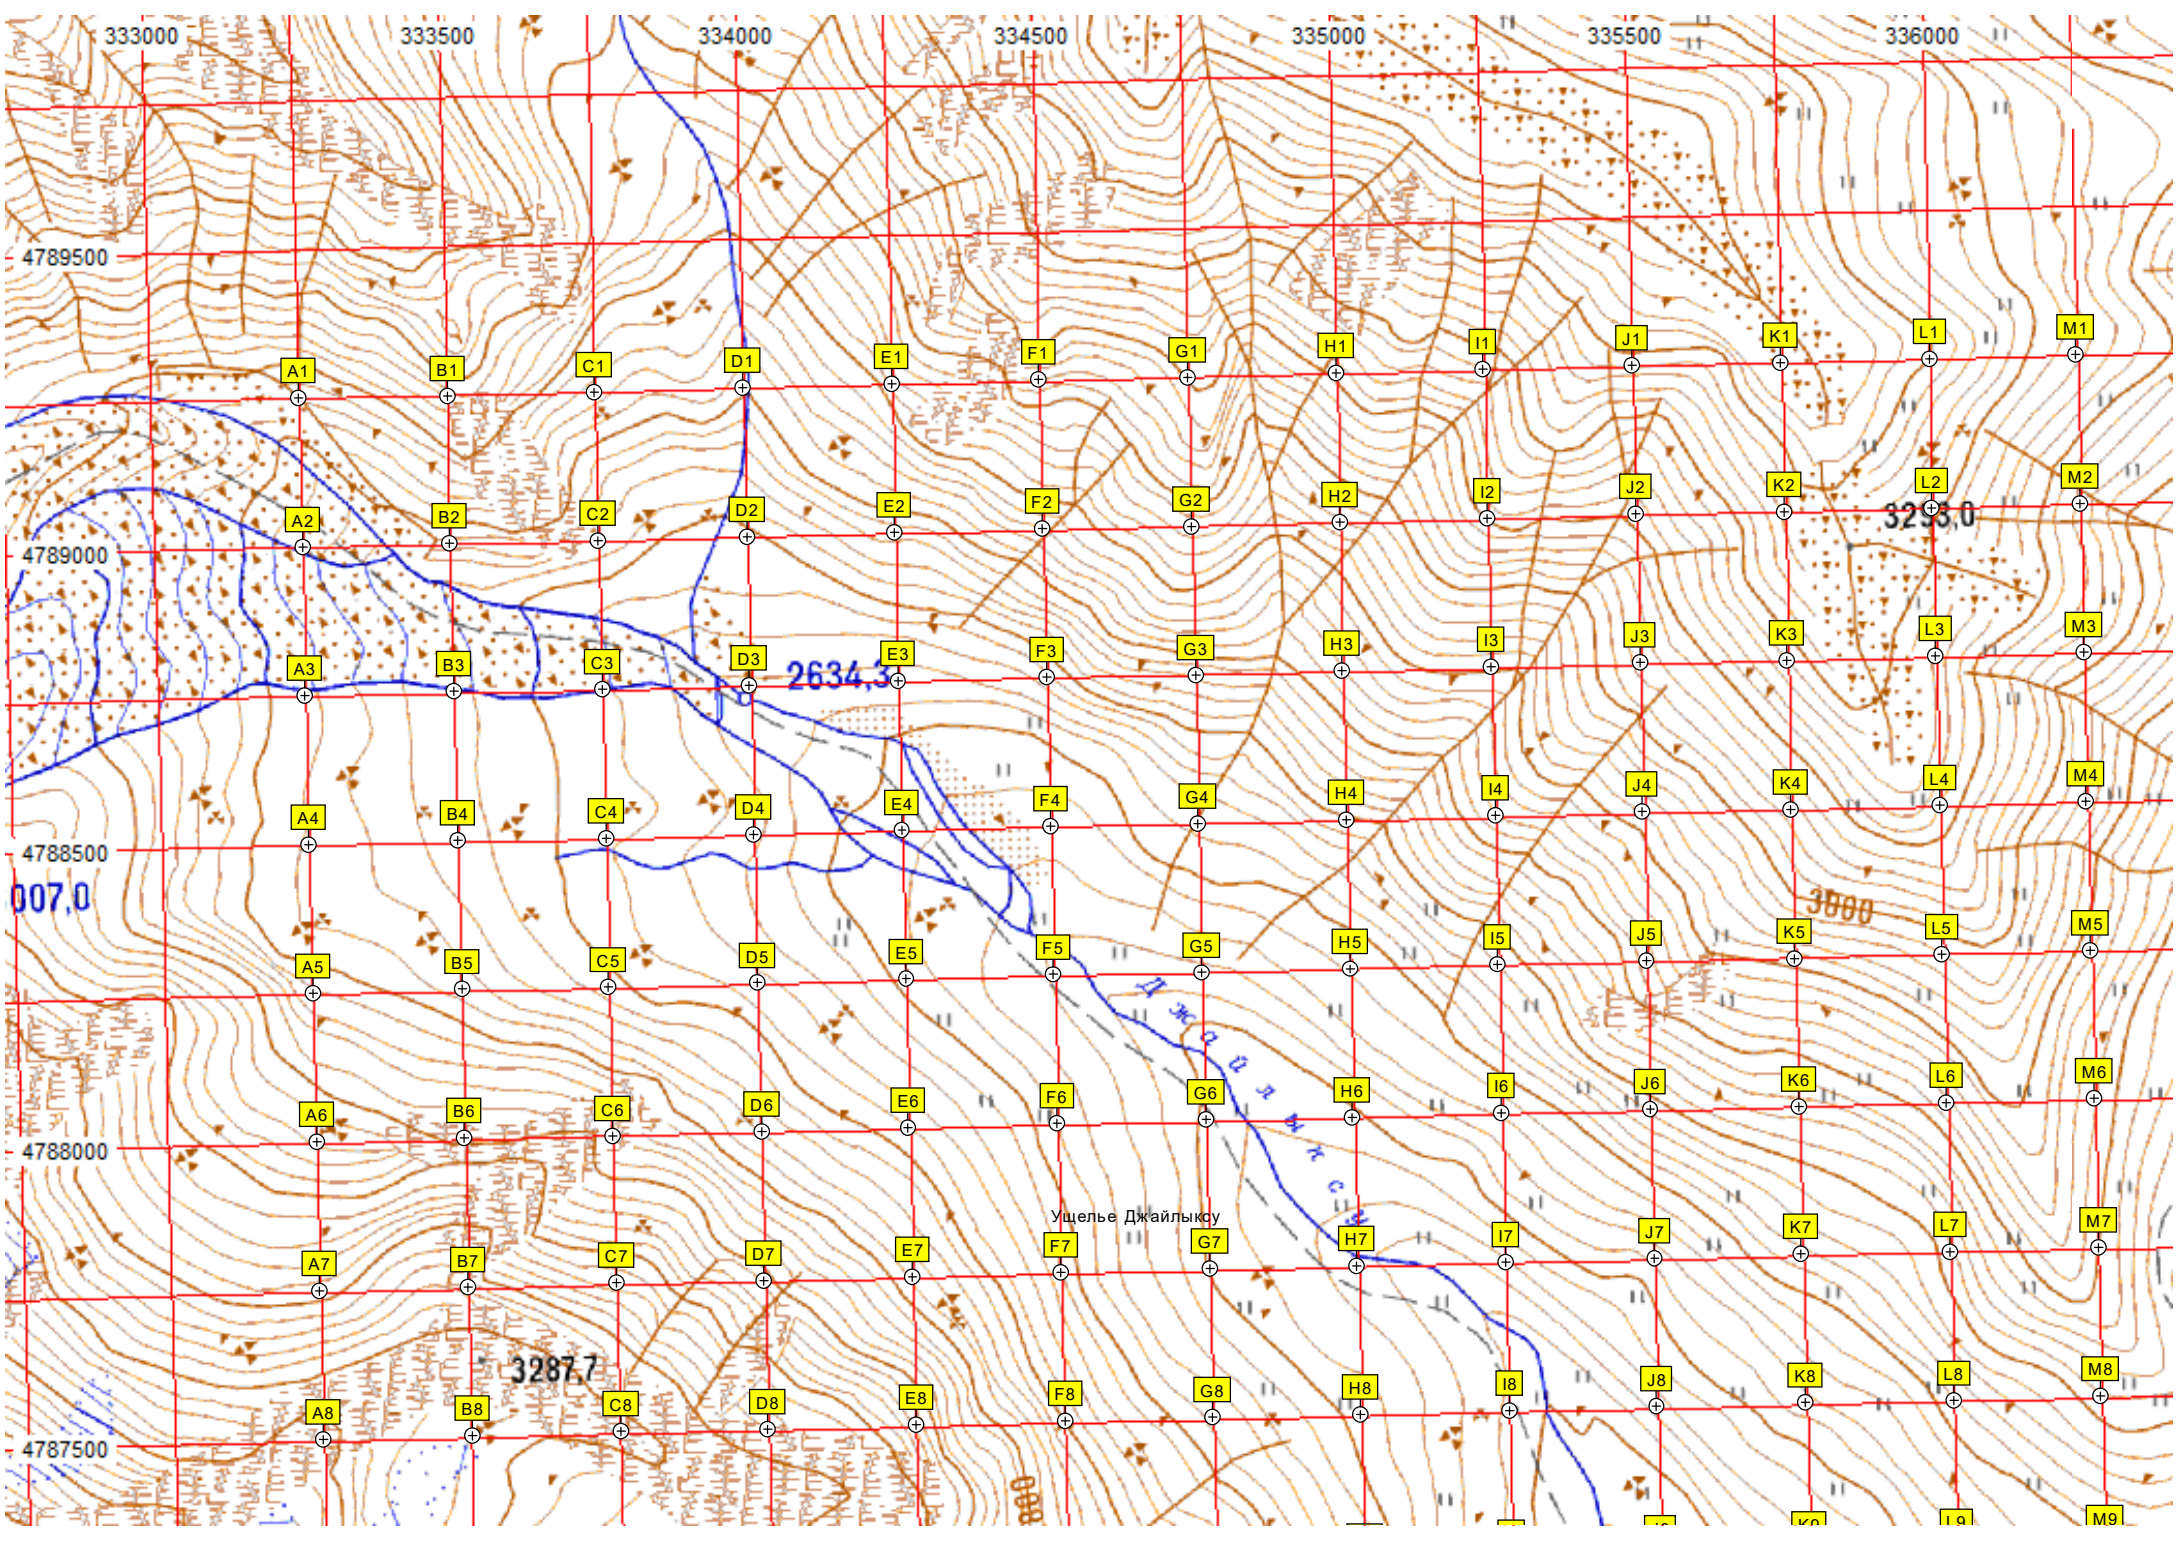 333000 333500 334000 334500 335000 335500 336000
4789500
A1 B1 C1 D1 E1 F1 G1 H1 I1 J1 K1 L1 M1
A2 B2 C2 D2 E2 F2 G2 H2 I2 J2 K2 L2 M2
3293,0
4789000
A3 B3 C3 D3 E3 F3 G3 H3 I3 J3 K3 L3 M3
2634,3
A4 B4 C4 D4 E4 F4 G4 H4 I4 J4 K4 L4 M4
4788500
007,0
3000
A5 B5 C5 D5 E5 F5 G5 H5 I5 J5 K5 L5 M5
Джайлыксу
A6 B6 C6 D6 E6 F6 G6 H6 I6 J6 K6 L6 M6
4788000
Ущелье Джайлыксу
A7 B7 C7 D7 E7 F7 G7 H7 I7 J7 K7 L7 M7
3287,7
A8 B8 C8 D8 E8 F8 G8 H8 I8 J8 K8 L8 M8
4787500
K9 L9 M9